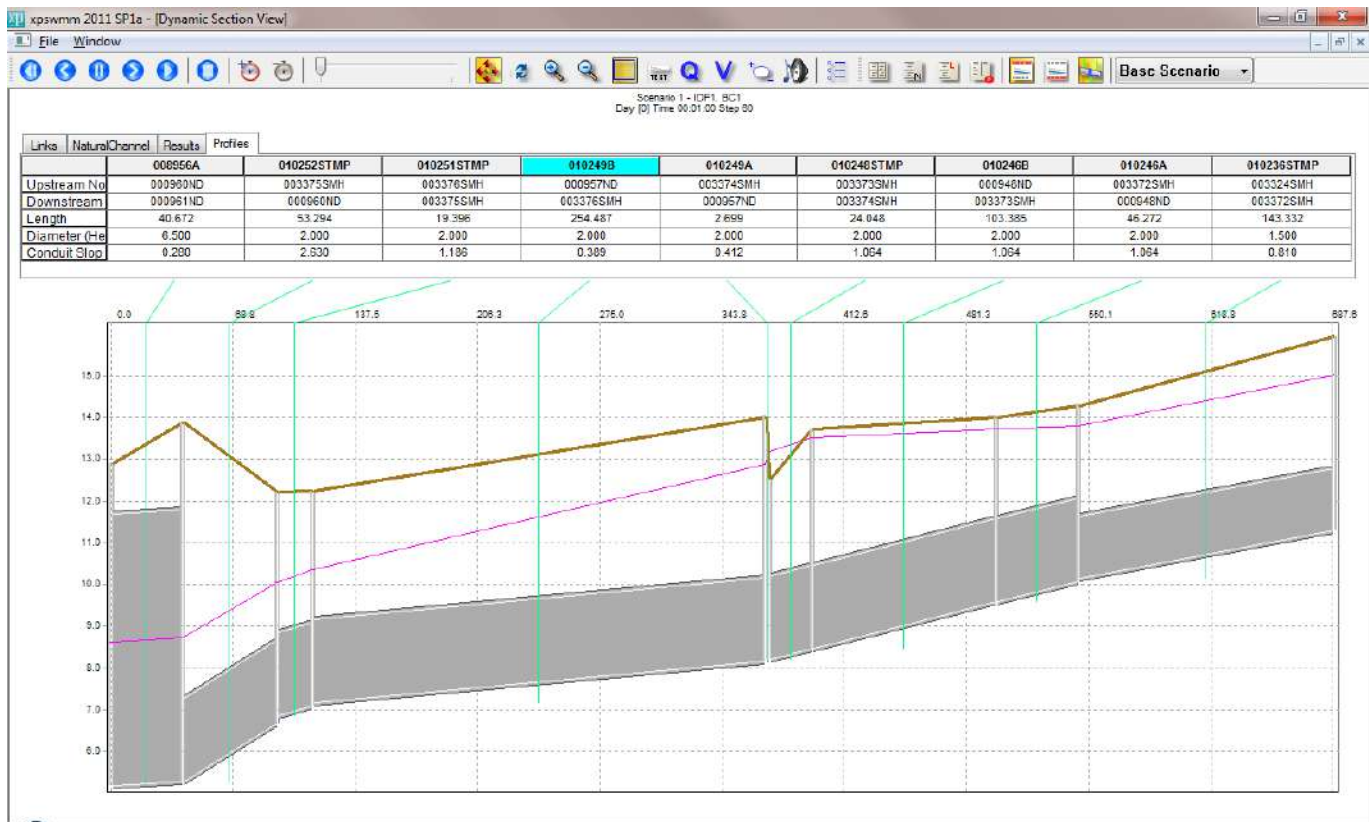 xpswmm 2011 SP1a - [Dynamic Section View]
File Window
TEST Q V Base Scenario
Scenario 1 - IDF1, BC1
Day [0] Time 00:01:00 Step 60
Links NaturalChannel Results Profiles
008956A 010252STMP 010251STMP 010249B 010249A 010248STMP 010246B 010246A 010236STMP
Upstream No 000960ND 003375SMH 003376SMH 000957ND 003374SMH 003373SMH 000948ND 003372SMH 003324SMH
Downstream 000961ND 000960ND 003375SMH 003376SMH 000957ND 003374SMH 003373SMH 000948ND 003372SMH
Length 40.672 53.294 19.396 254.487 2.699 24.048 103.385 46.272 143.332
Diameter (He 6.500 2.000 2.000 2.000 2.000 2.000 2.000 2.000 1.500
Conduit Slop 0.280 2.630 1.186 0.389 0.412 1.064 1.064 1.064 0.810
0.0 68.8 137.5 206.3 275.0 343.8 412.6 481.3 550.1 618.8 687.6
15.0
14.0
13.0
12.0
11.0
10.0
9.0
8.0
7.0
6.0